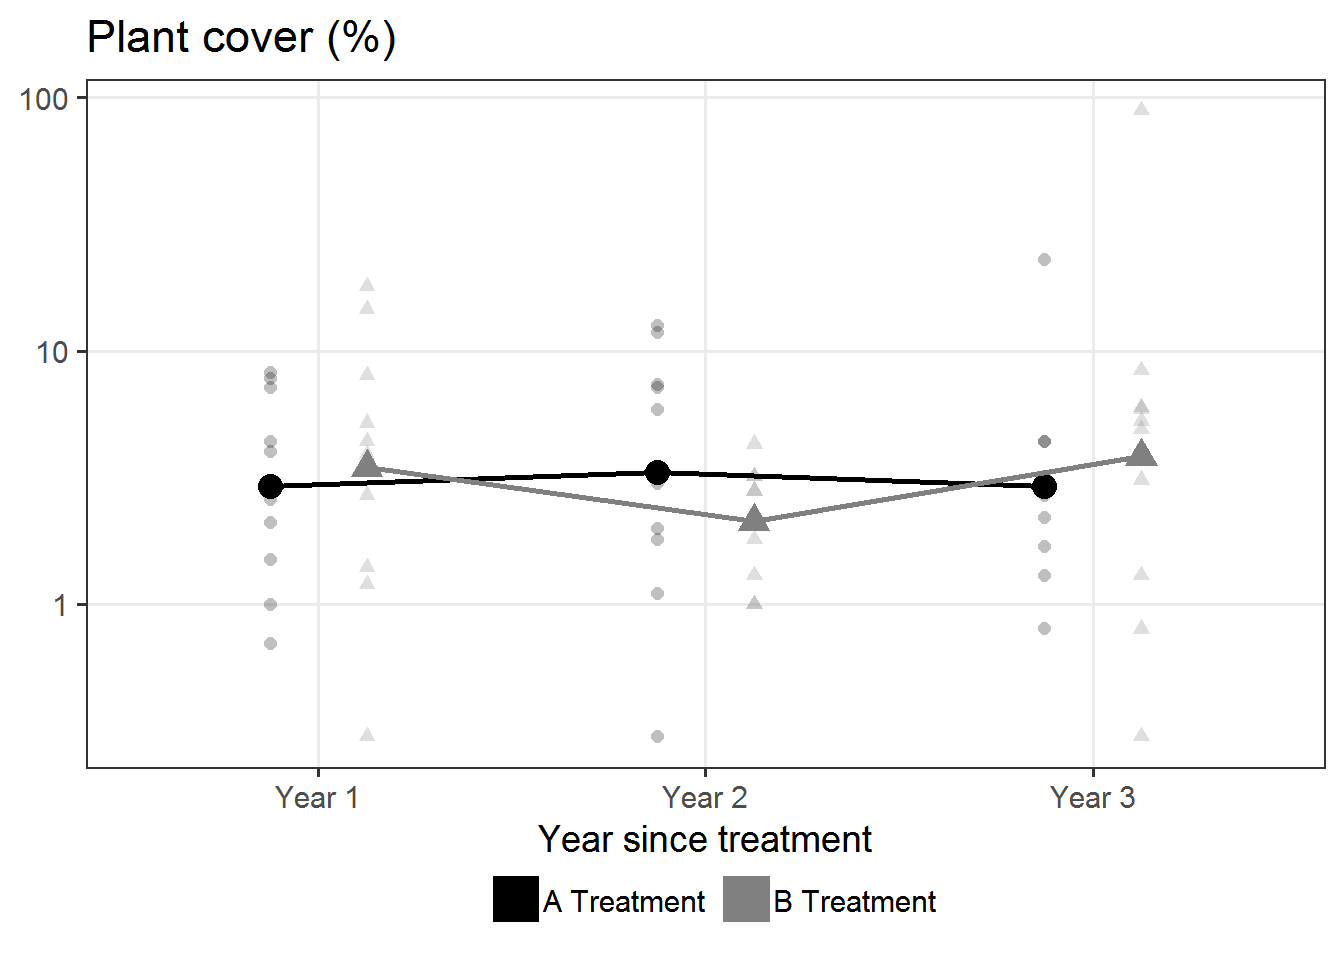 Plant cover (%)
100
10
1
Year 1
Year 2
Year 3
Year since treatment
A Treatment
B Treatment